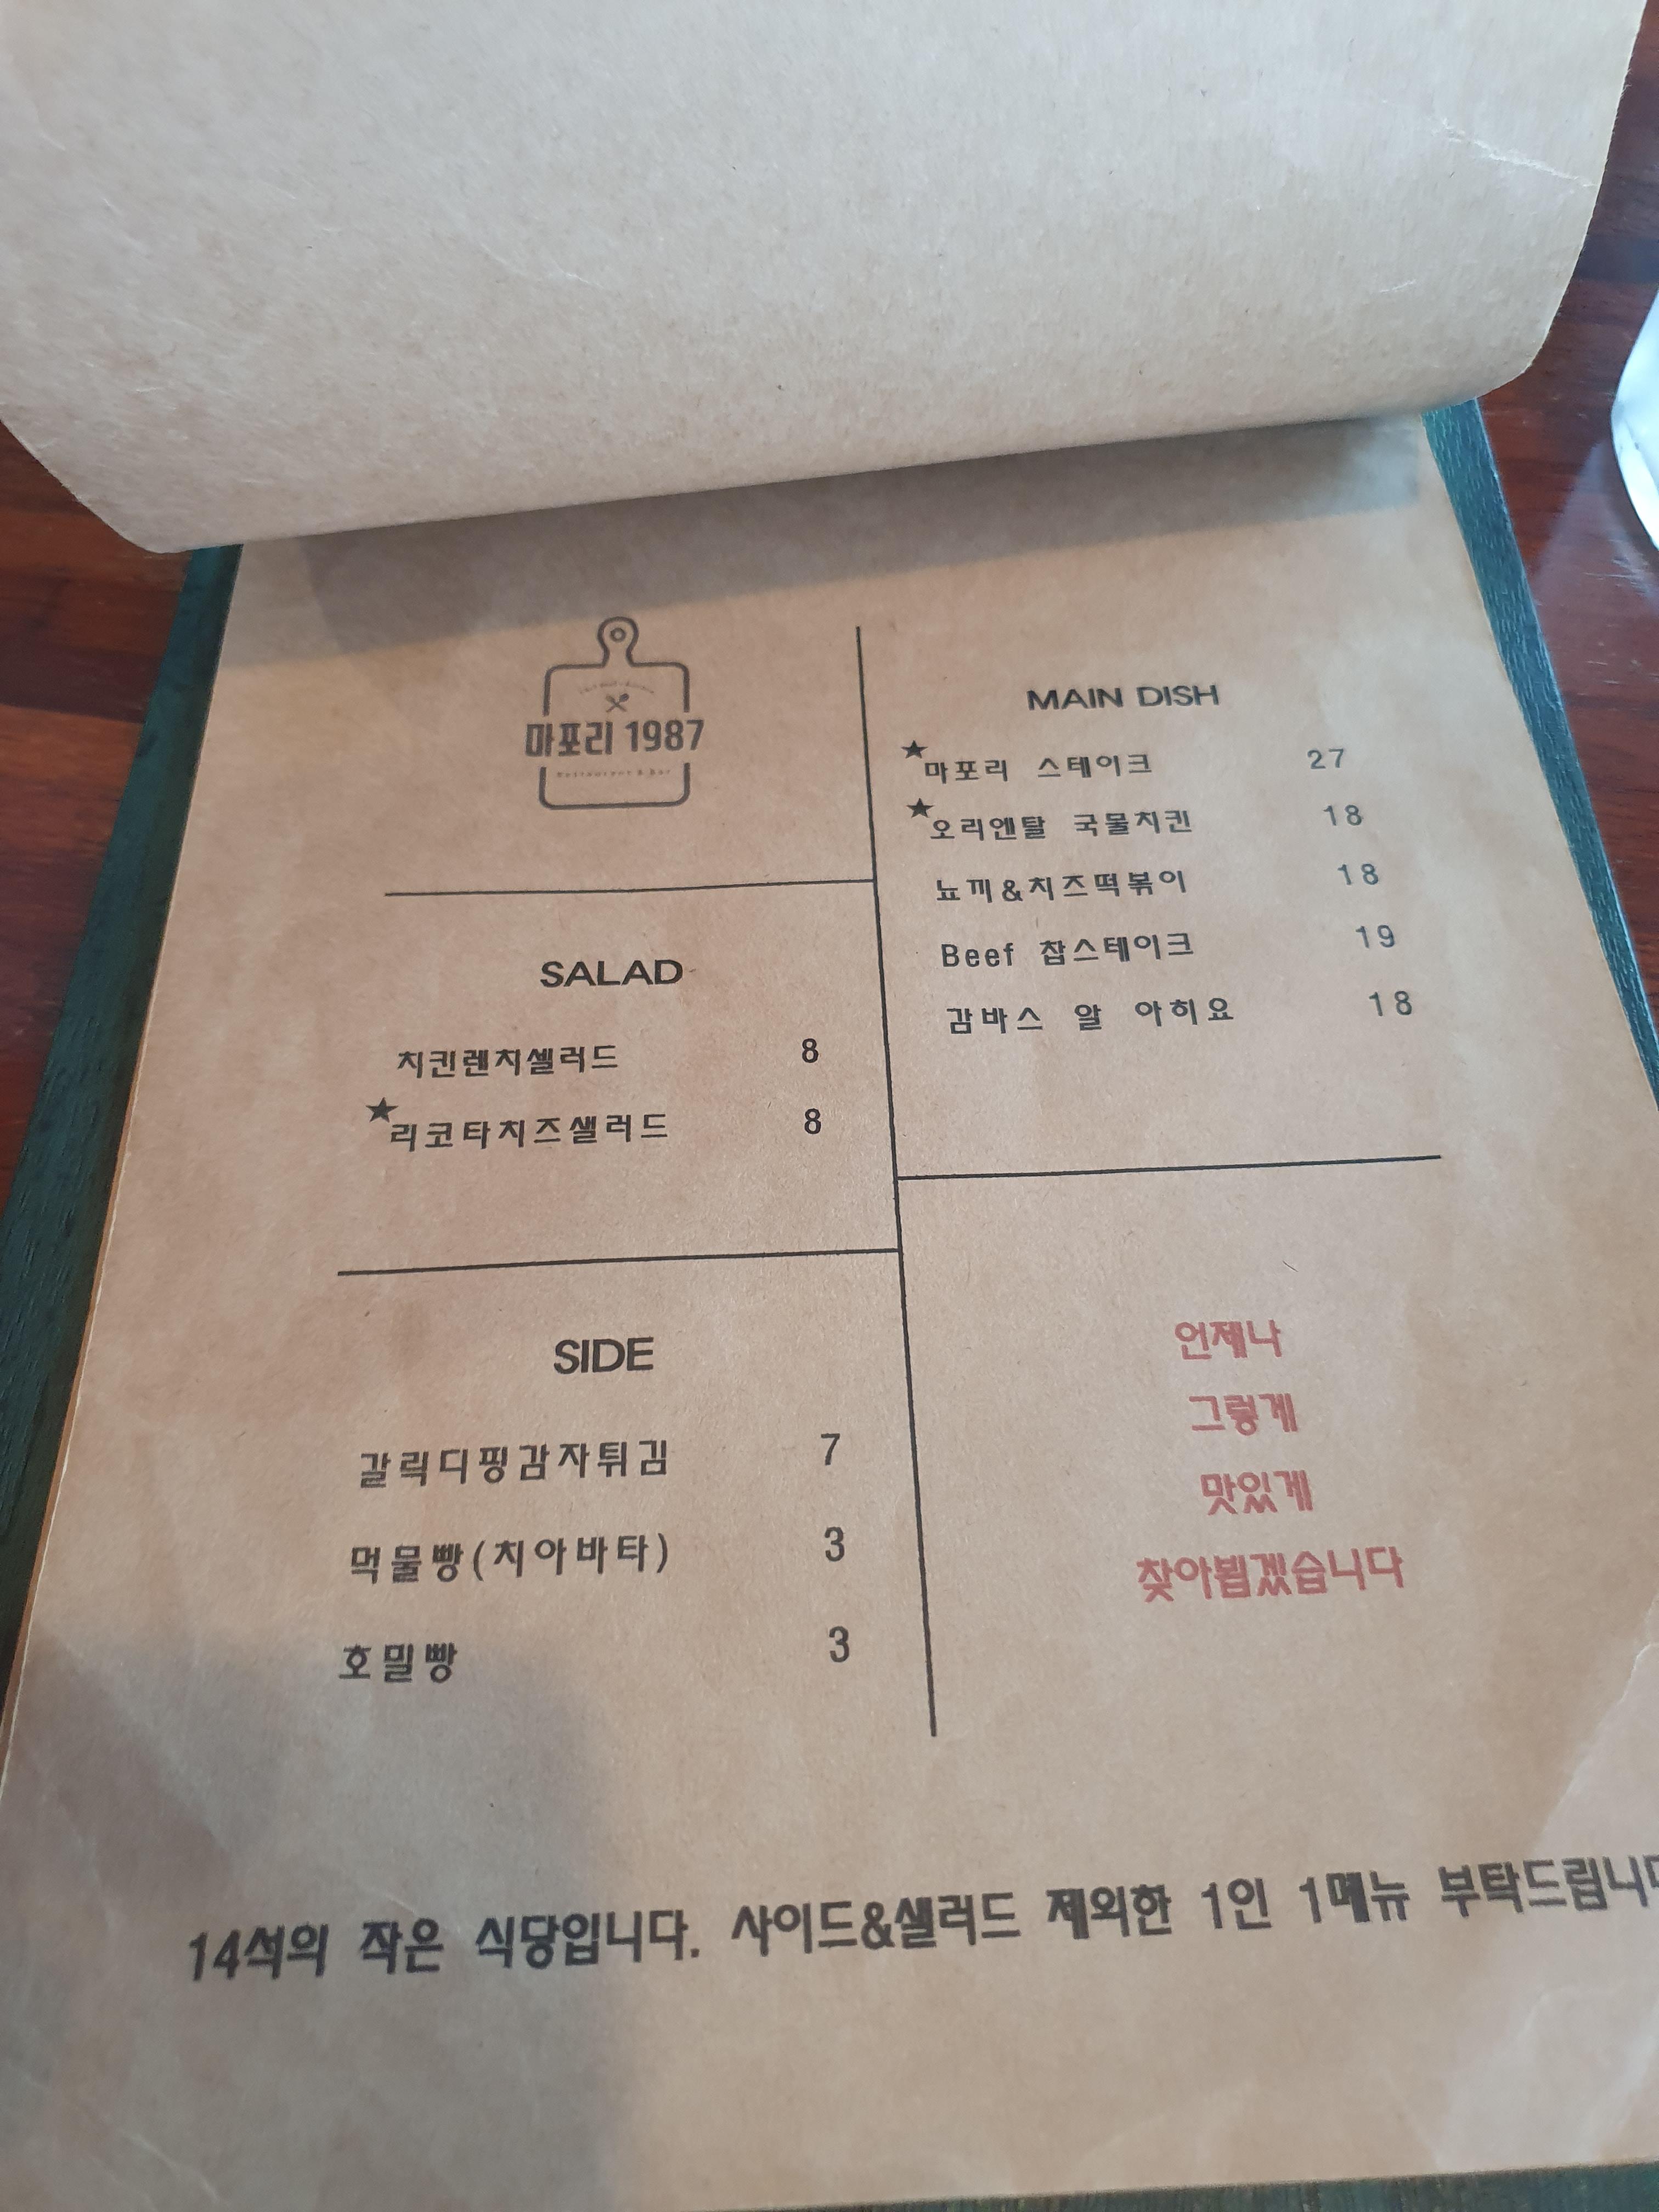 마포리 1987
Restaurant & Bar
SALAD
치킨렌치셀러드 8
★리코타치즈샐러드 8
SIDE
갈릭디핑감자튀김 7
먹물빵(치아바타) 3
호밀빵 3
MAIN DISH
★마포리 스테이크 27
★오리엔탈 국물치킨 18
뇨끼&치즈떡볶이 18
Beef 찹스테이크 19
감바스 알 아히요 18
언제나
그렇게
맛있게
찾아뵙겠습니다
14석의 작은 식당입니다. 사이드&샐러드 제외한 1인 1메뉴 부탁드립니다